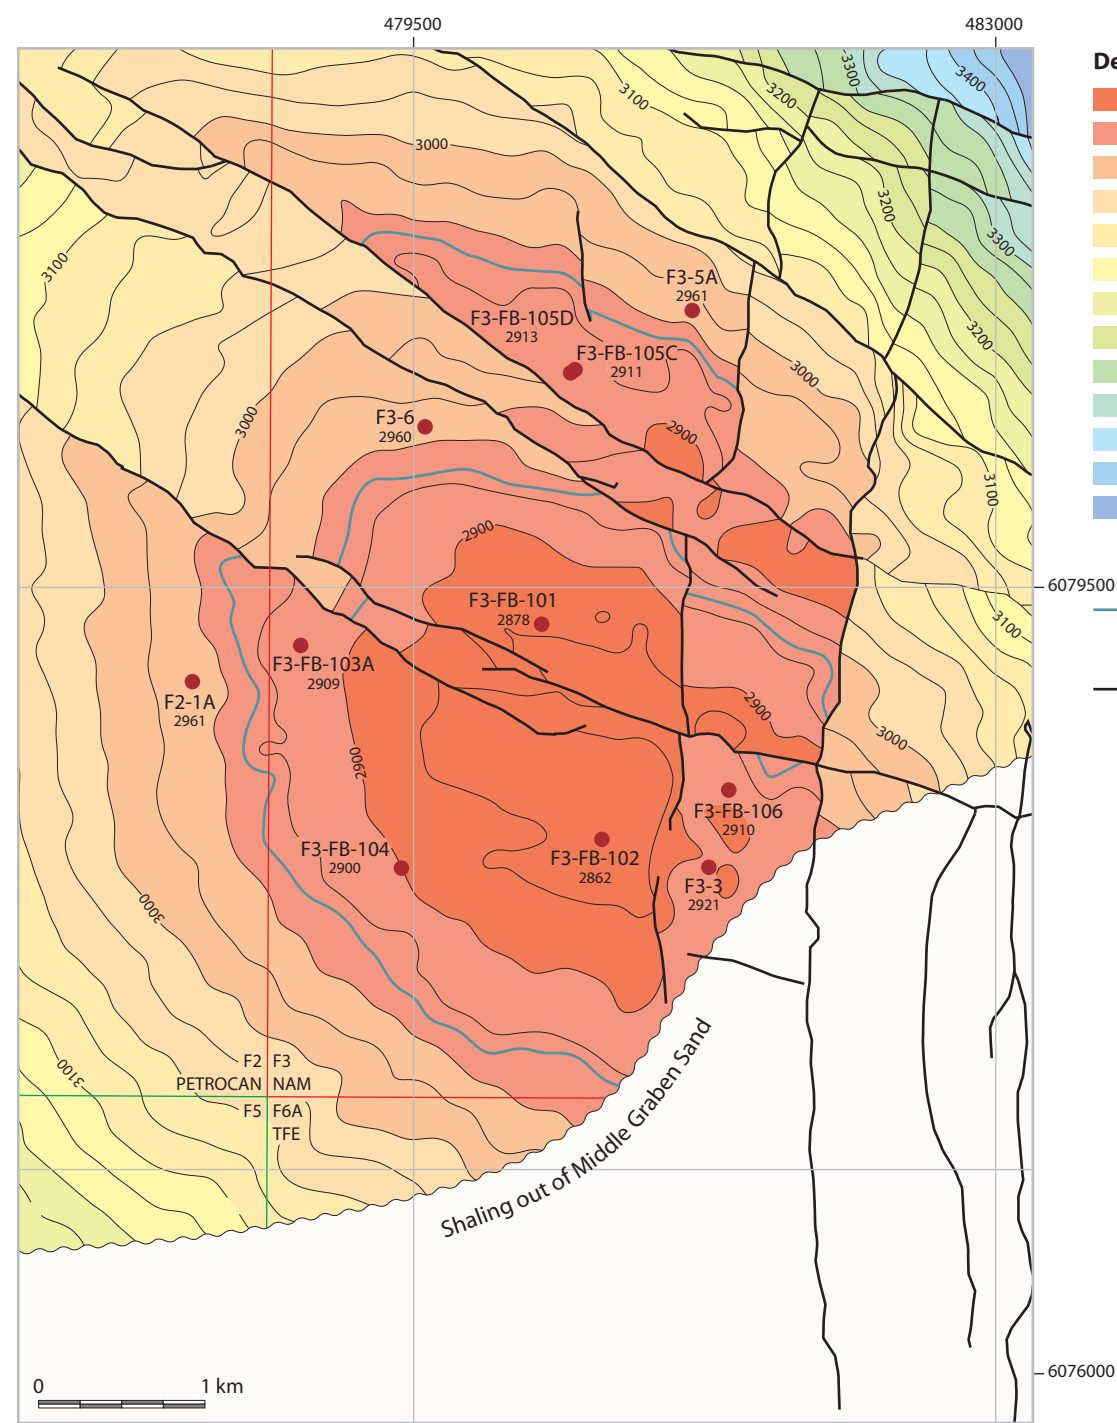 479500
483000
De
3300
3400
3100
3200
3000
3200
3300
3100
F3-5A
2961
F3-FB-105D
2913
3200
F3-FB-105C
2911
3000
3000
F3-6
2960
2900
3100
2900
6079500
F3-FB-101
2878
3100
F3-FB-103A
2909
F2-1A
2961
2900
3000
2900
F3-FB-106
2910
F3-FB-104
2900
F3-FB-102
2862
F3-3
2921
3000
Shaling out of Middle Graben Sand
3100
F2 F3
PETROCAN NAM
F5 F6A
TFE
6076000
0 1 km